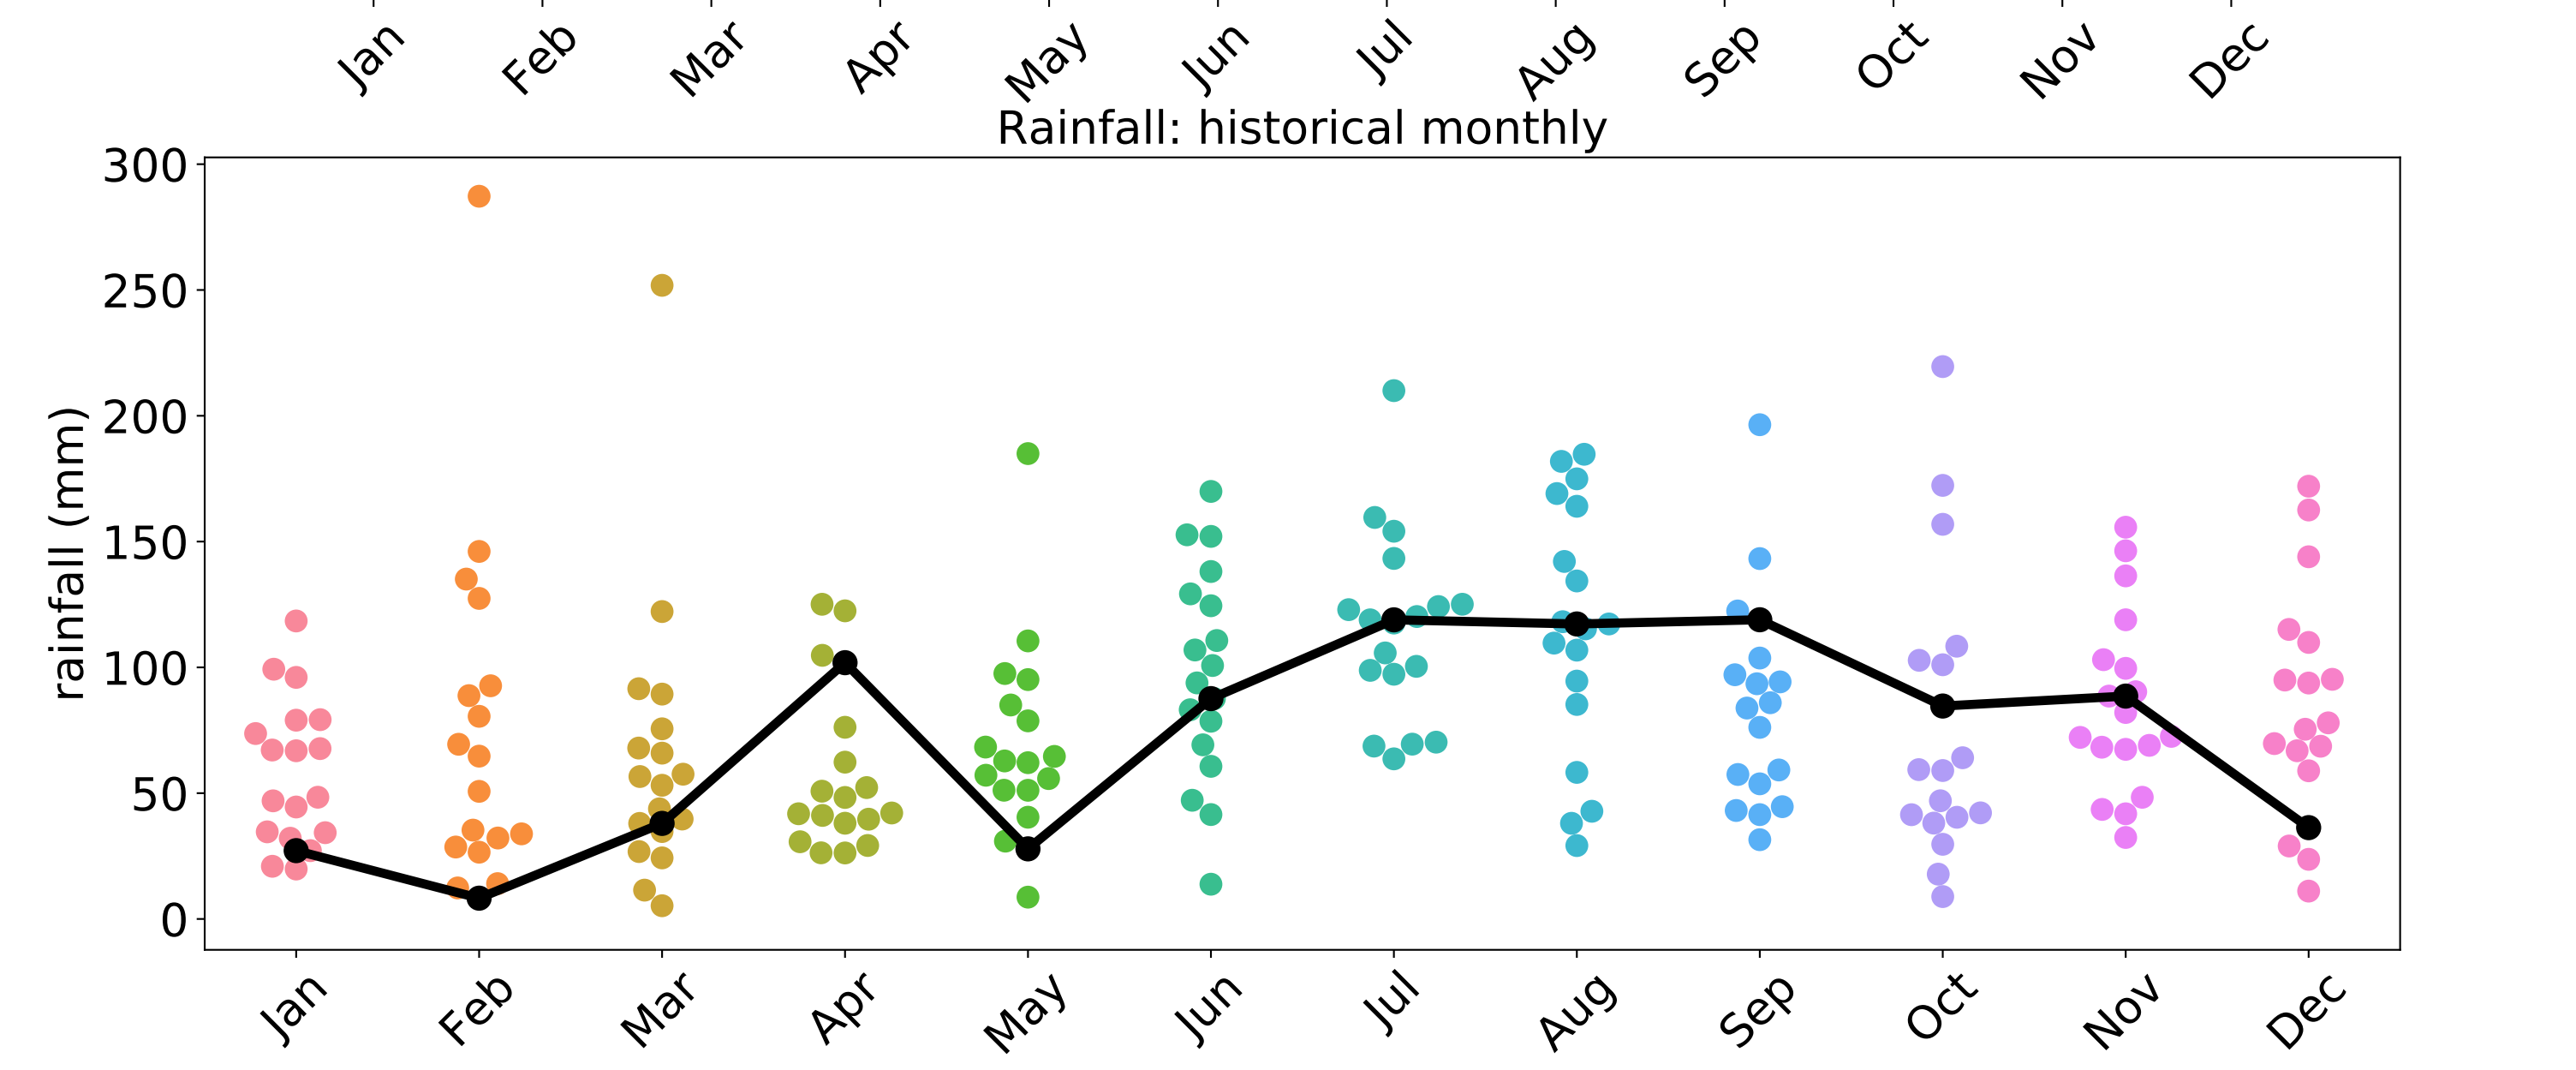 Jan Feb Mar Apr May Jun Jul Aug Sep Oct Nov Dec
Rainfall: historical monthly
rainfall (mm)
300
250
200
150
100
50
0
Jan Feb Mar Apr May Jun Jul Aug Sep Oct Nov Dec